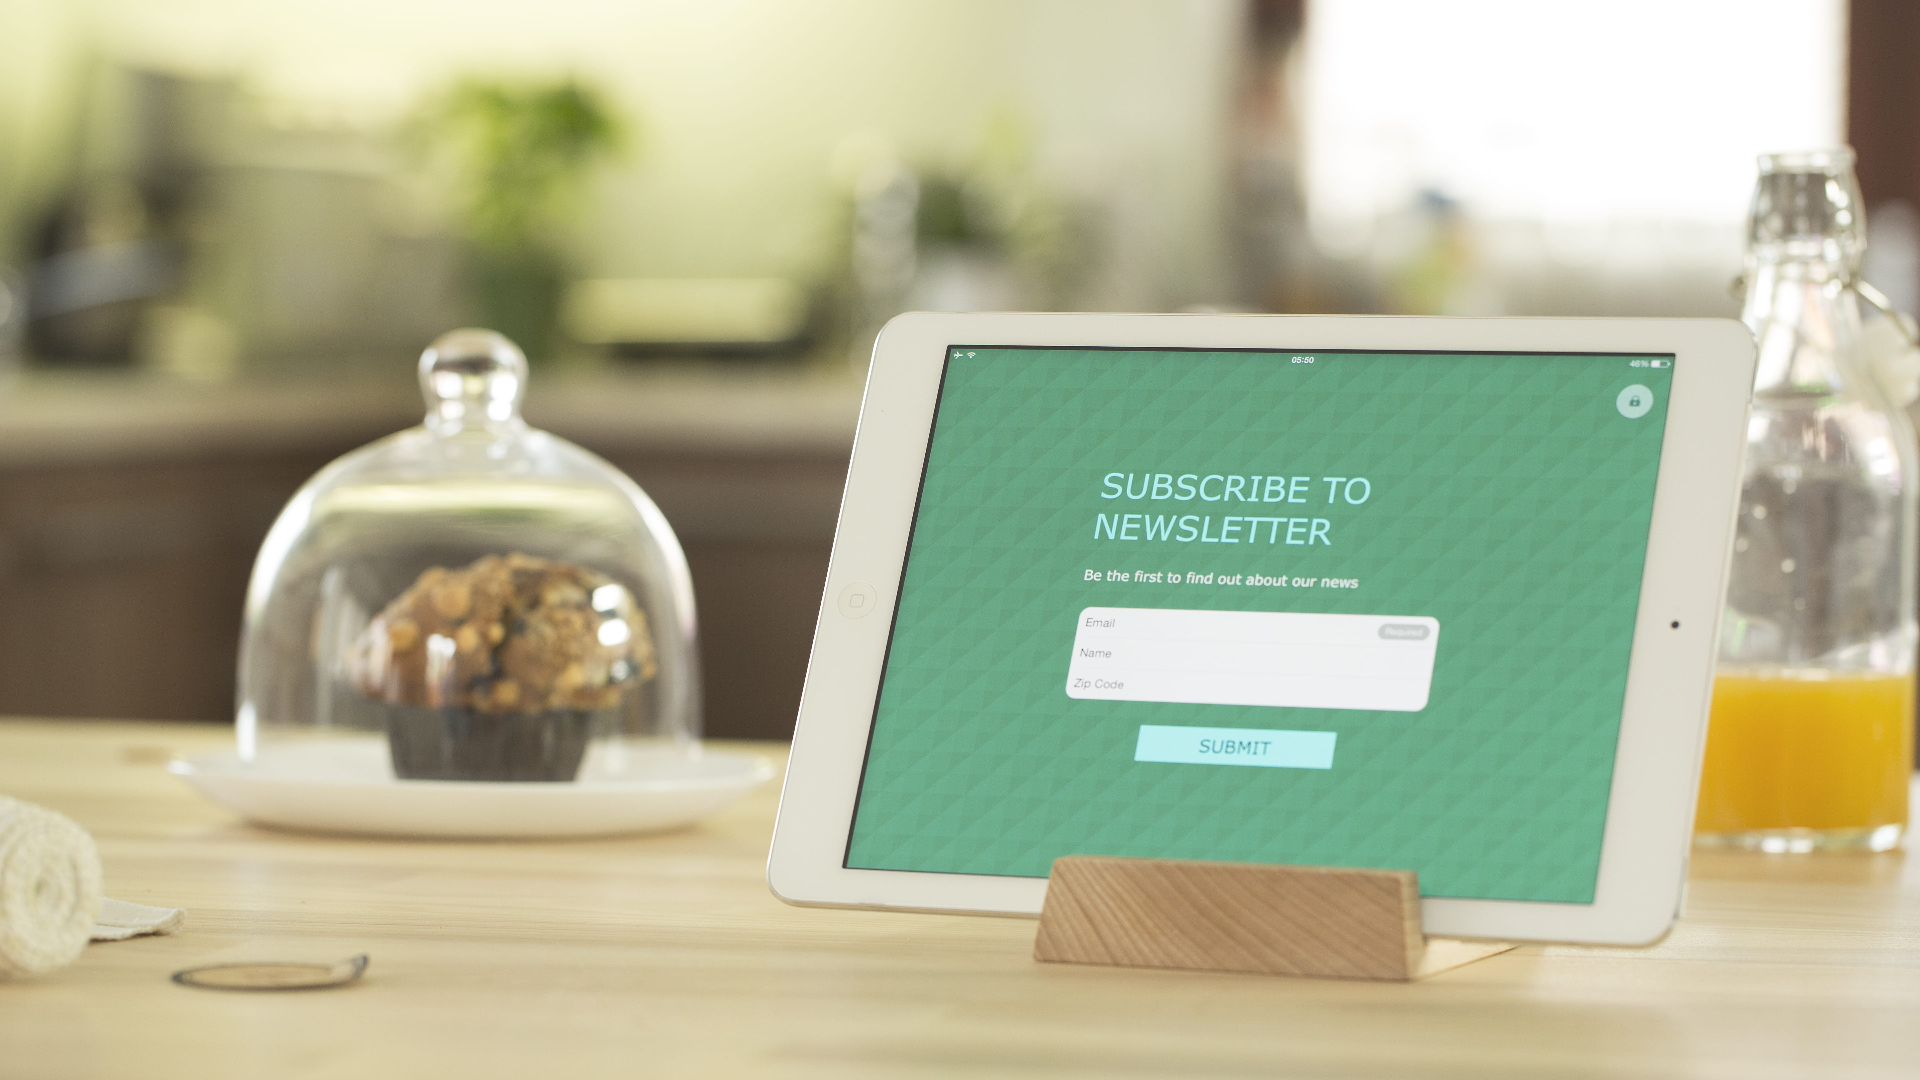 05:50
46%
SUBSCRIBE TO
NEWSLETTER
Be the first to find out about our news
Email
Required
Name
Zip Code
SUBMIT